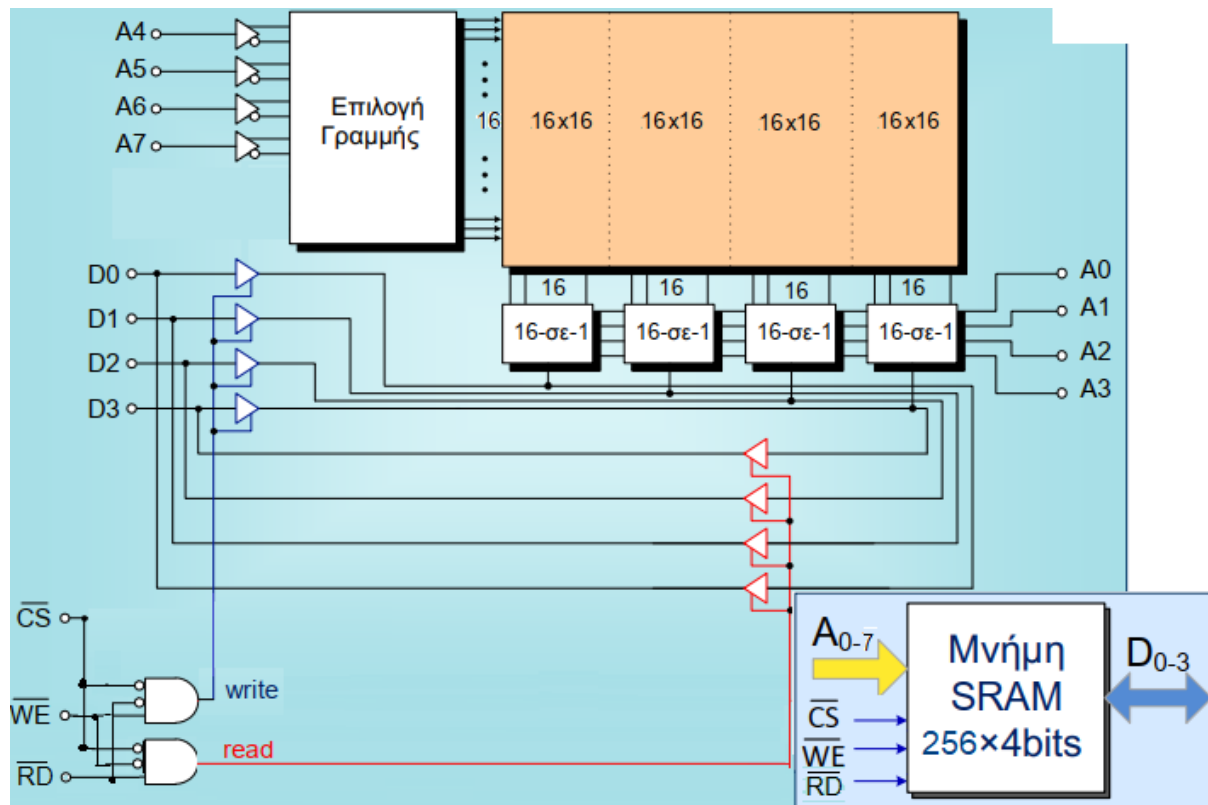 A4
A5
A6
A7
Επιλογή
Γραμμής
16
16x16
16x16
16x16
16x16
D0
D1
D2
D3
16
16
16
16
16-σε-1
16-σε-1
16-σε-1
16-σε-1
A0
A1
A2
A3
CS
WE
RD
write
read
A0-7
CS
WE
RD
Μνήμη
SRAM
256×4bits
D0-3